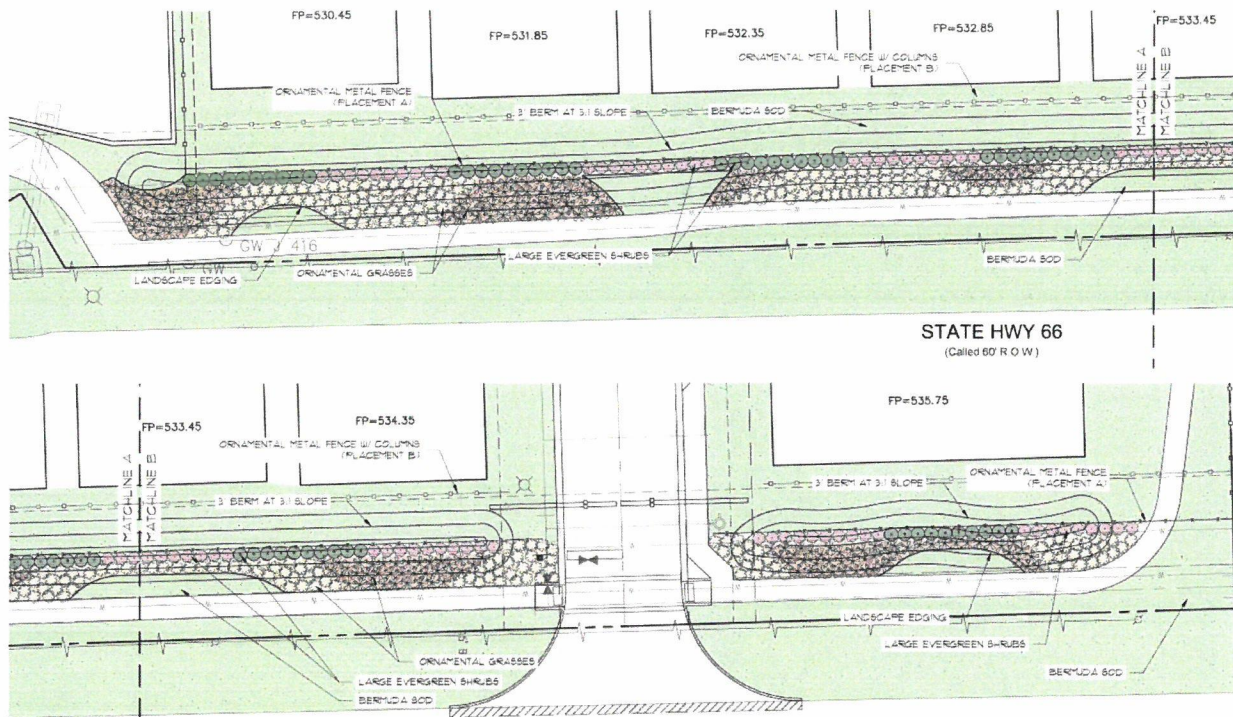 FP=530.45
FP=531.85
FP=532.35
FP=532.85
FP=533.45
ORNAMENTAL METAL FENCE W/ COLUMNS
(PLACEMENT B)
ORNAMENTAL METAL FENCE
(PLACEMENT A)
3' BERM AT 3:1 SLOPE
BERMUDA SOD
MATCHLINE A
MATCHLINE B
GW J 416
GW
LANDSCAPE EDGING
ORNAMENTAL GRASSES
LARGE EVERGREEN SHRUBS
BERMUDA SOD
STATE HWY 66
(Called 60' R O W)
FP=533.45
FP=534.35
FP=535.75
ORNAMENTAL METAL FENCE W/ COLUMNS
(PLACEMENT B)
MATCHLINE A
MATCHLINE B
3' BERM AT 3:1 SLOPE
3' BERM AT 3:1 SLOPE
ORNAMENTAL METAL FENCE
(PLACEMENT A)
LANDSCAPE EDGING
LARGE EVERGREEN SHRUBS
BERMUDA SOD
ORNAMENTAL GRASSES
LARGE EVERGREEN SHRUBS
BERMUDA SOD